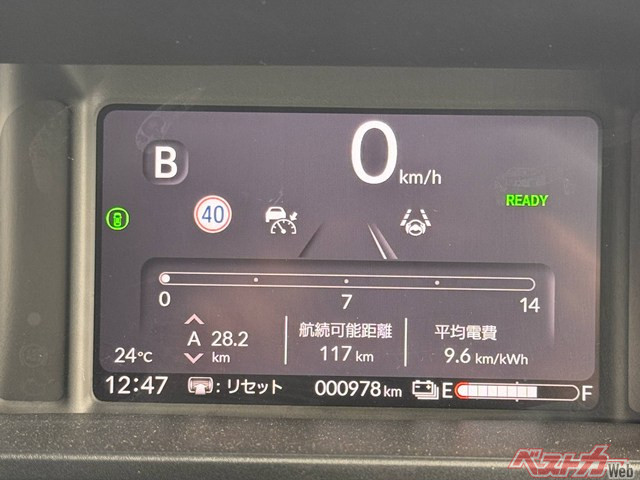 0 km/h
B
READY
40
0 7 14
A 28.2 km
航続可能距離
117 km
平均電費
9.6 km/kWh
24°C
12:47 : リセット 000978 km E F
ベストカーWeb